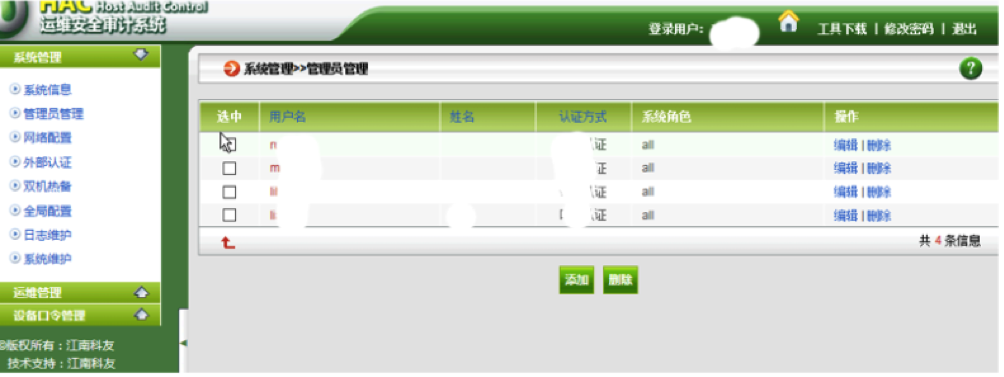 HAC Host Audit Control
运维安全审计系统
登录用户:
工具下载 | 修改密码 | 退出
系统管理
系统管理>>管理员管理
?
系统信息
管理员管理
网络配置
外部认证
双机热备
全局配置
日志维护
系统维护
运维管理
设备口令管理
©版权所有：江南科友
技术支持：江南科友
选中 用户名 姓名 认证方式 系统角色 操作
证 all 编辑 | 删除
m 证 all 编辑 | 删除
li 认证 all 编辑 | 删除
li 认证 all 编辑 | 删除
共 4 条信息
添加 删除